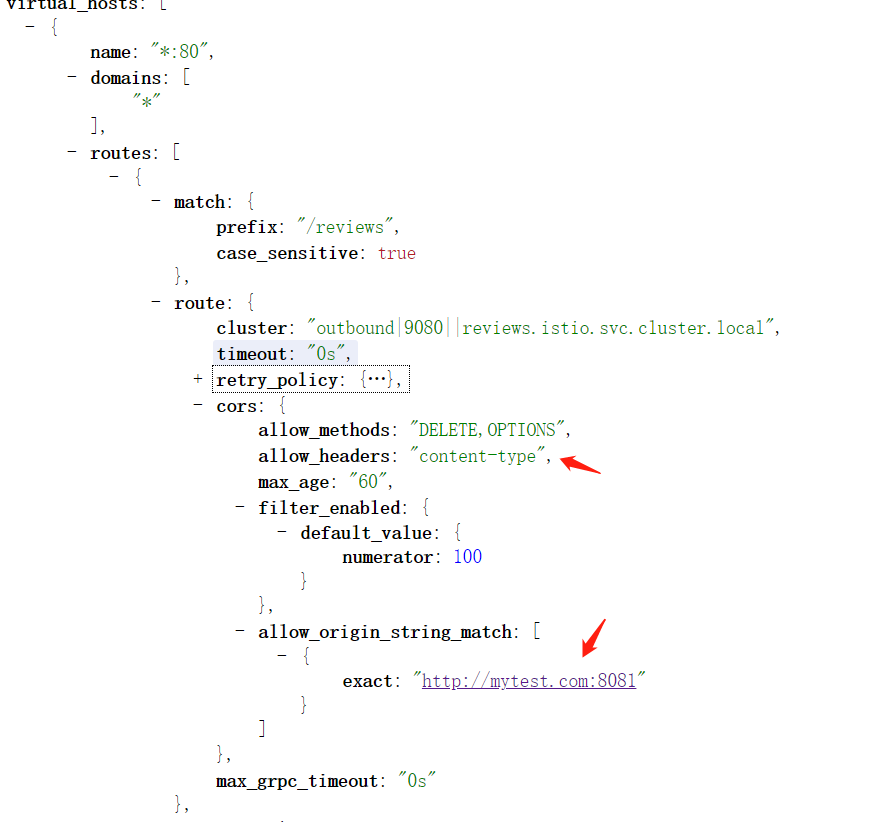 virtual_hosts: [
- {
name: "*:80",
- domains: [
"*"
],
- routes: [
- {
- match: {
prefix: "/reviews",
case_sensitive: true
},
- route: {
cluster: "outbound|9080||reviews.istio.svc.cluster.local",
timeout: "0s",
+ retry_policy: {…},
- cors: {
allow_methods: "DELETE,OPTIONS",
allow_headers: "content-type",
max_age: "60",
- filter_enabled: {
- default_value: {
numerator: 100
}
},
- allow_origin_string_match: [
- {
exact: "http://mytest.com:8081"
}
]
},
max_grpc_timeout: "0s"
},